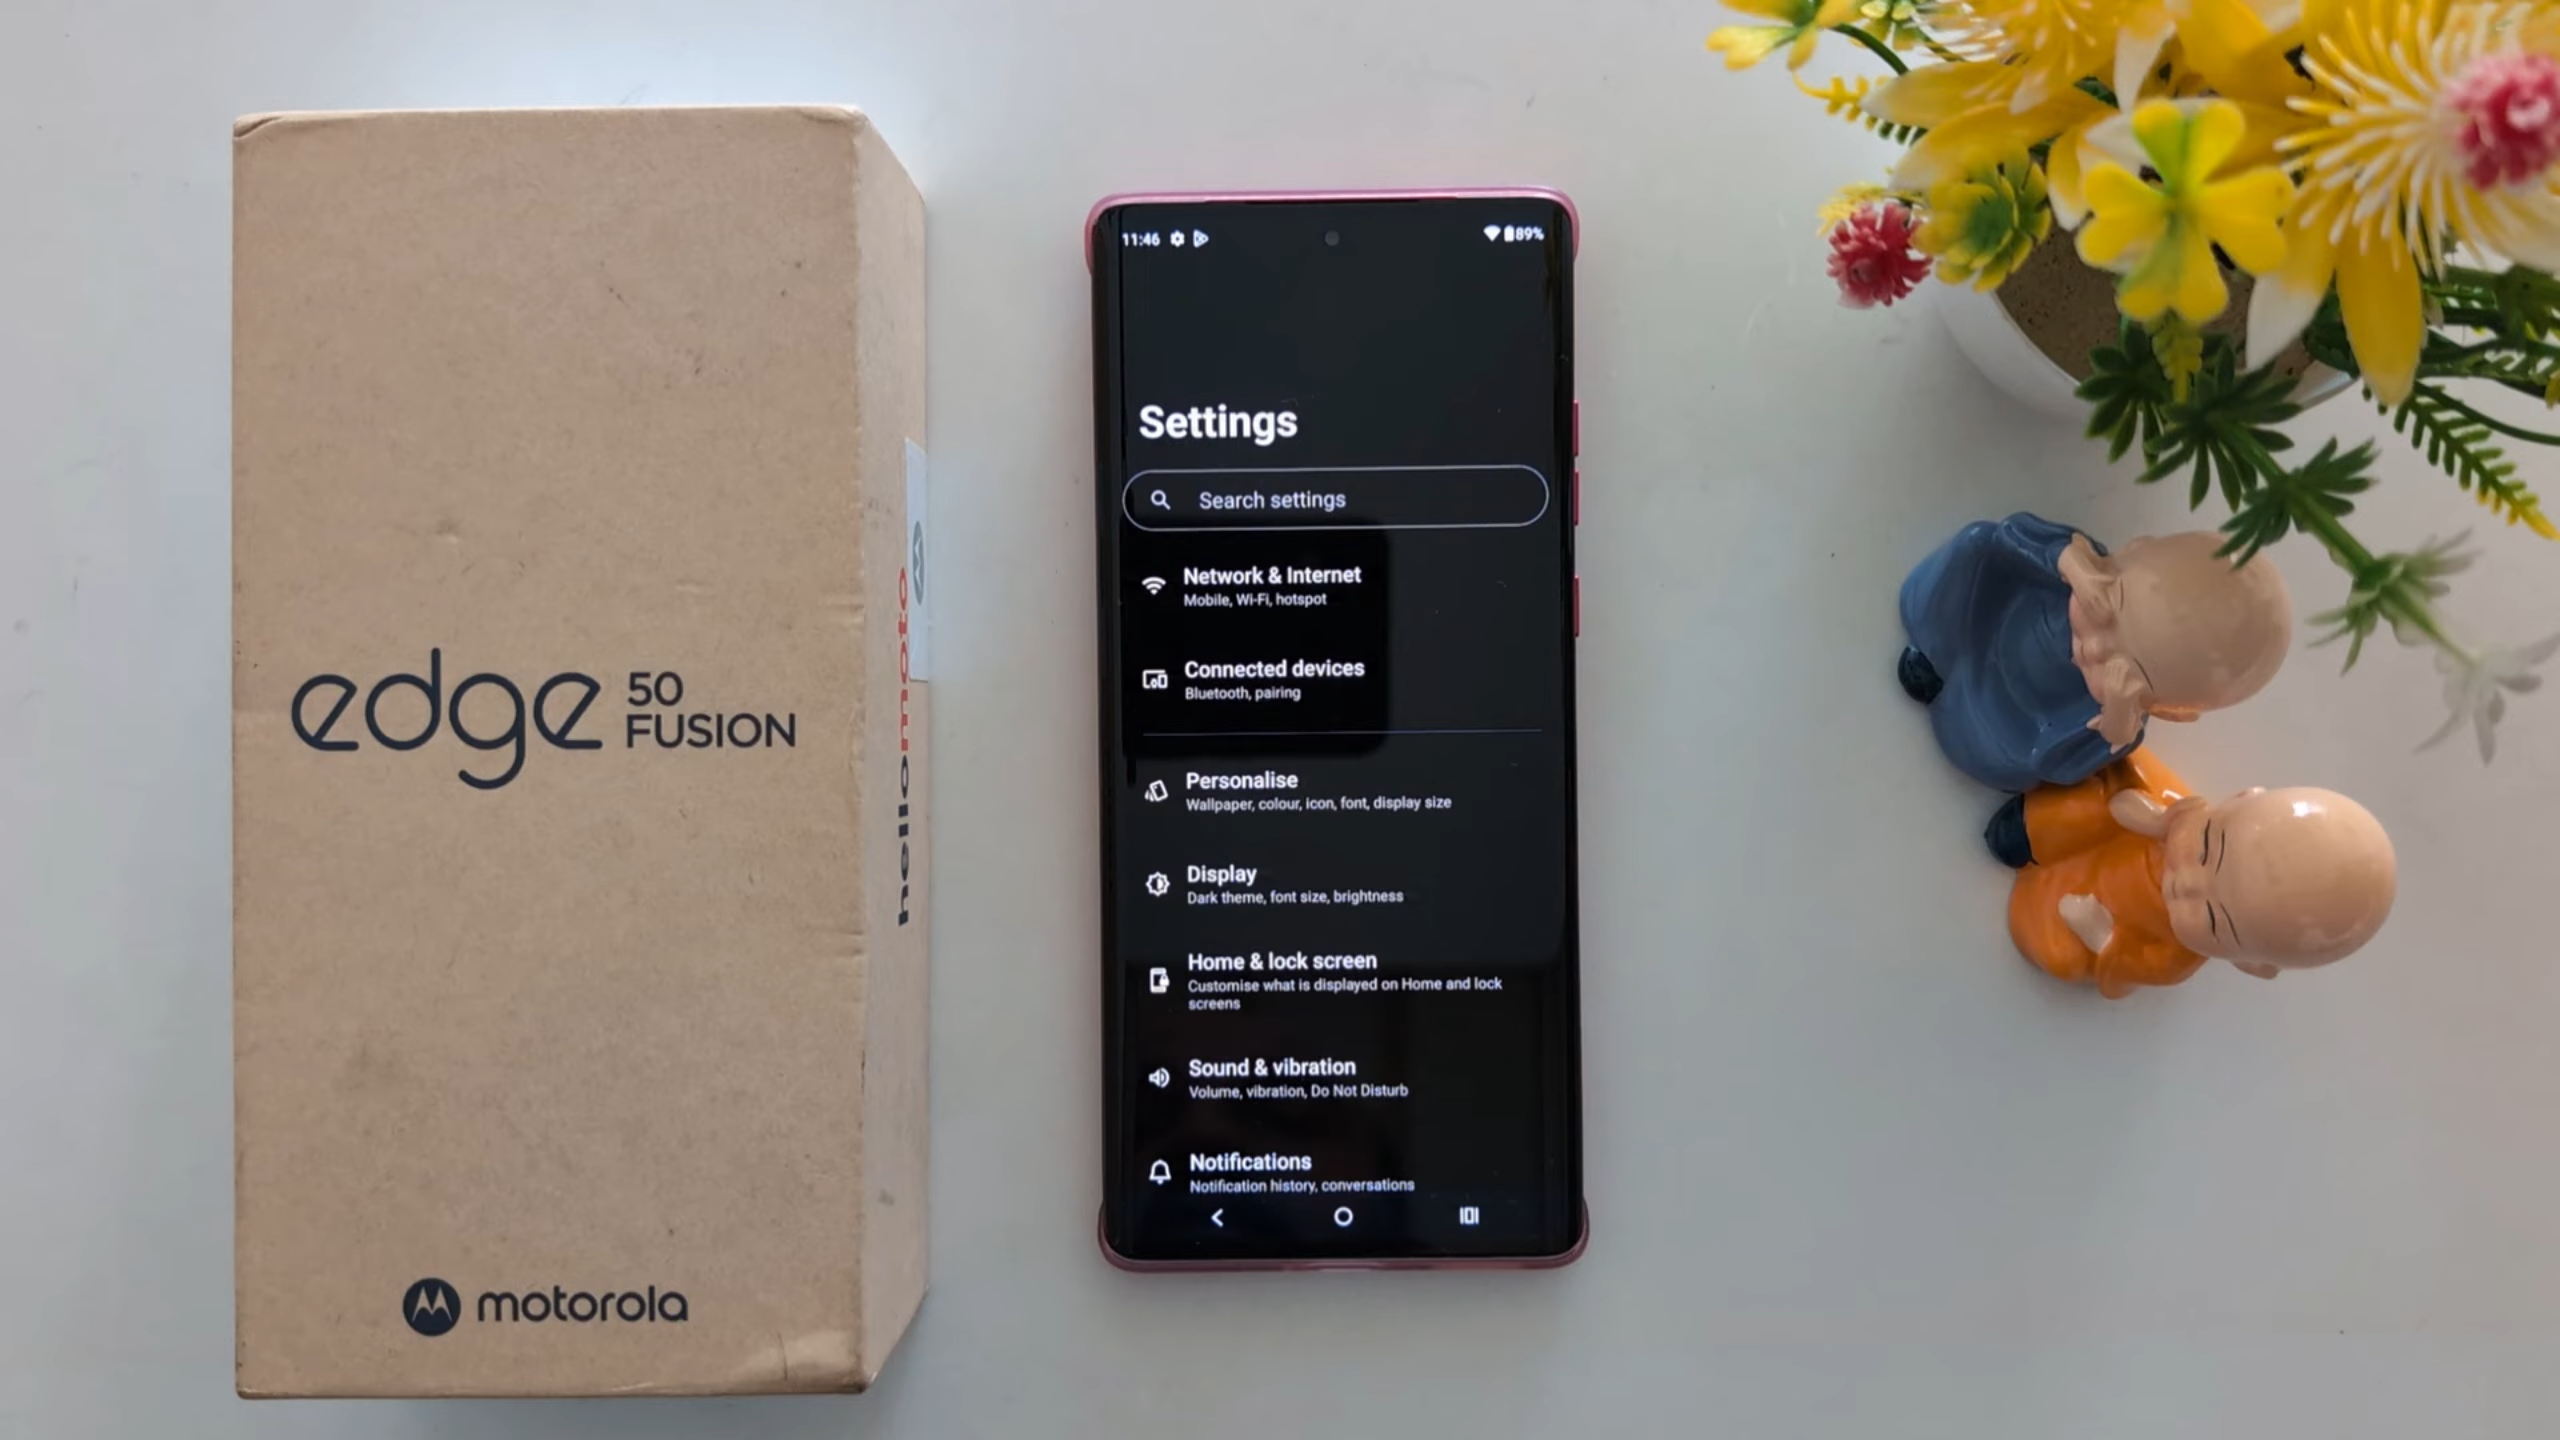 edge 50
FUSION
motorola
hellomoto
11:46
89%
Settings
Search settings
Network & Internet
Mobile, Wi-Fi, hotspot
Connected devices
Bluetooth, pairing
Personalise
Wallpaper, colour, icon, font, display size
Display
Dark theme, font size, brightness
Home & lock screen
Customise what is displayed on Home and lock
screens
Sound & vibration
Volume, vibration, Do Not Disturb
Notifications
Notification history, conversations